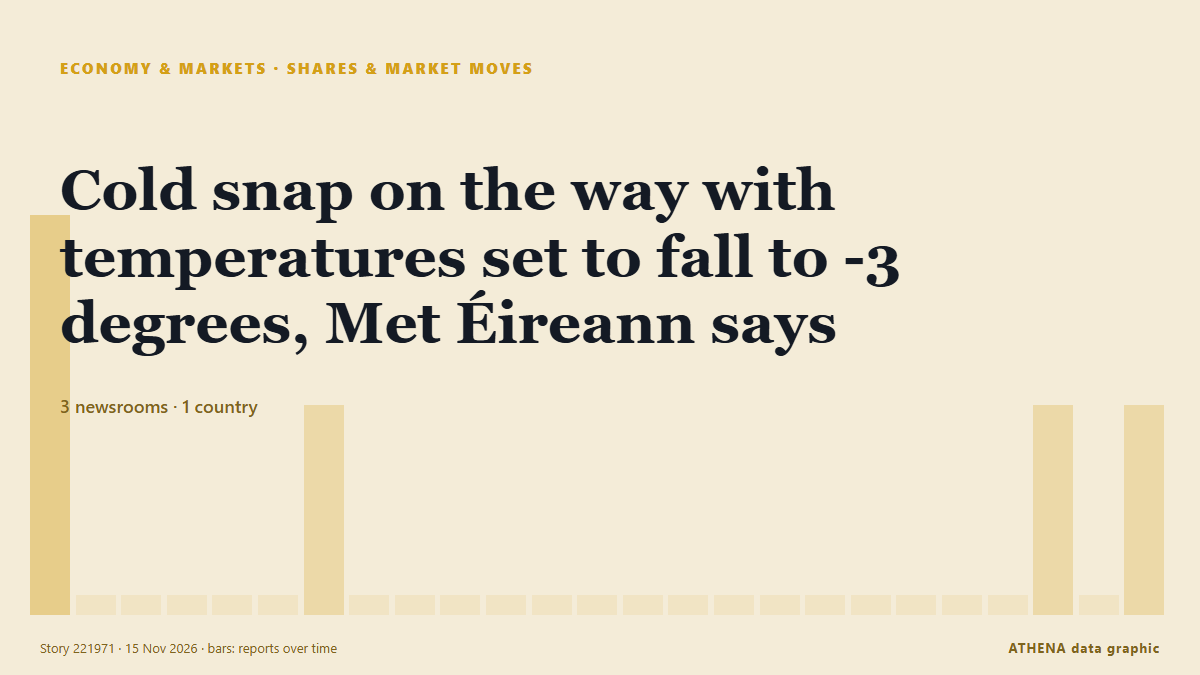 ECONOMY & MARKETS · SHARES & MARKET MOVES
Cold snap on the way with
temperatures set to fall to -3
degrees, Met Éireann says
3 newsrooms · 1 country
Story 221971 · 15 Nov 2026 · bars: reports over time
ATHENA data graphic